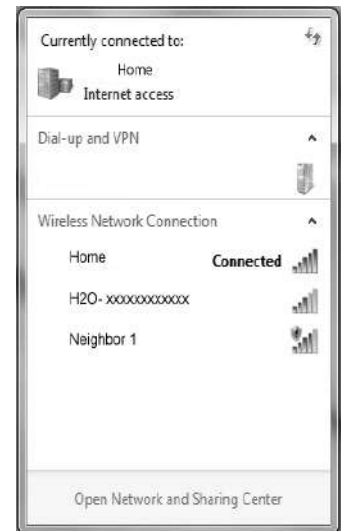 Currently connected to:
Home
Internet access
Dial-up and VPN
Wireless Network Connection
Home Connected
H2O- xxxxxxxxxxxx
Neighbor 1
Open Network and Sharing Center